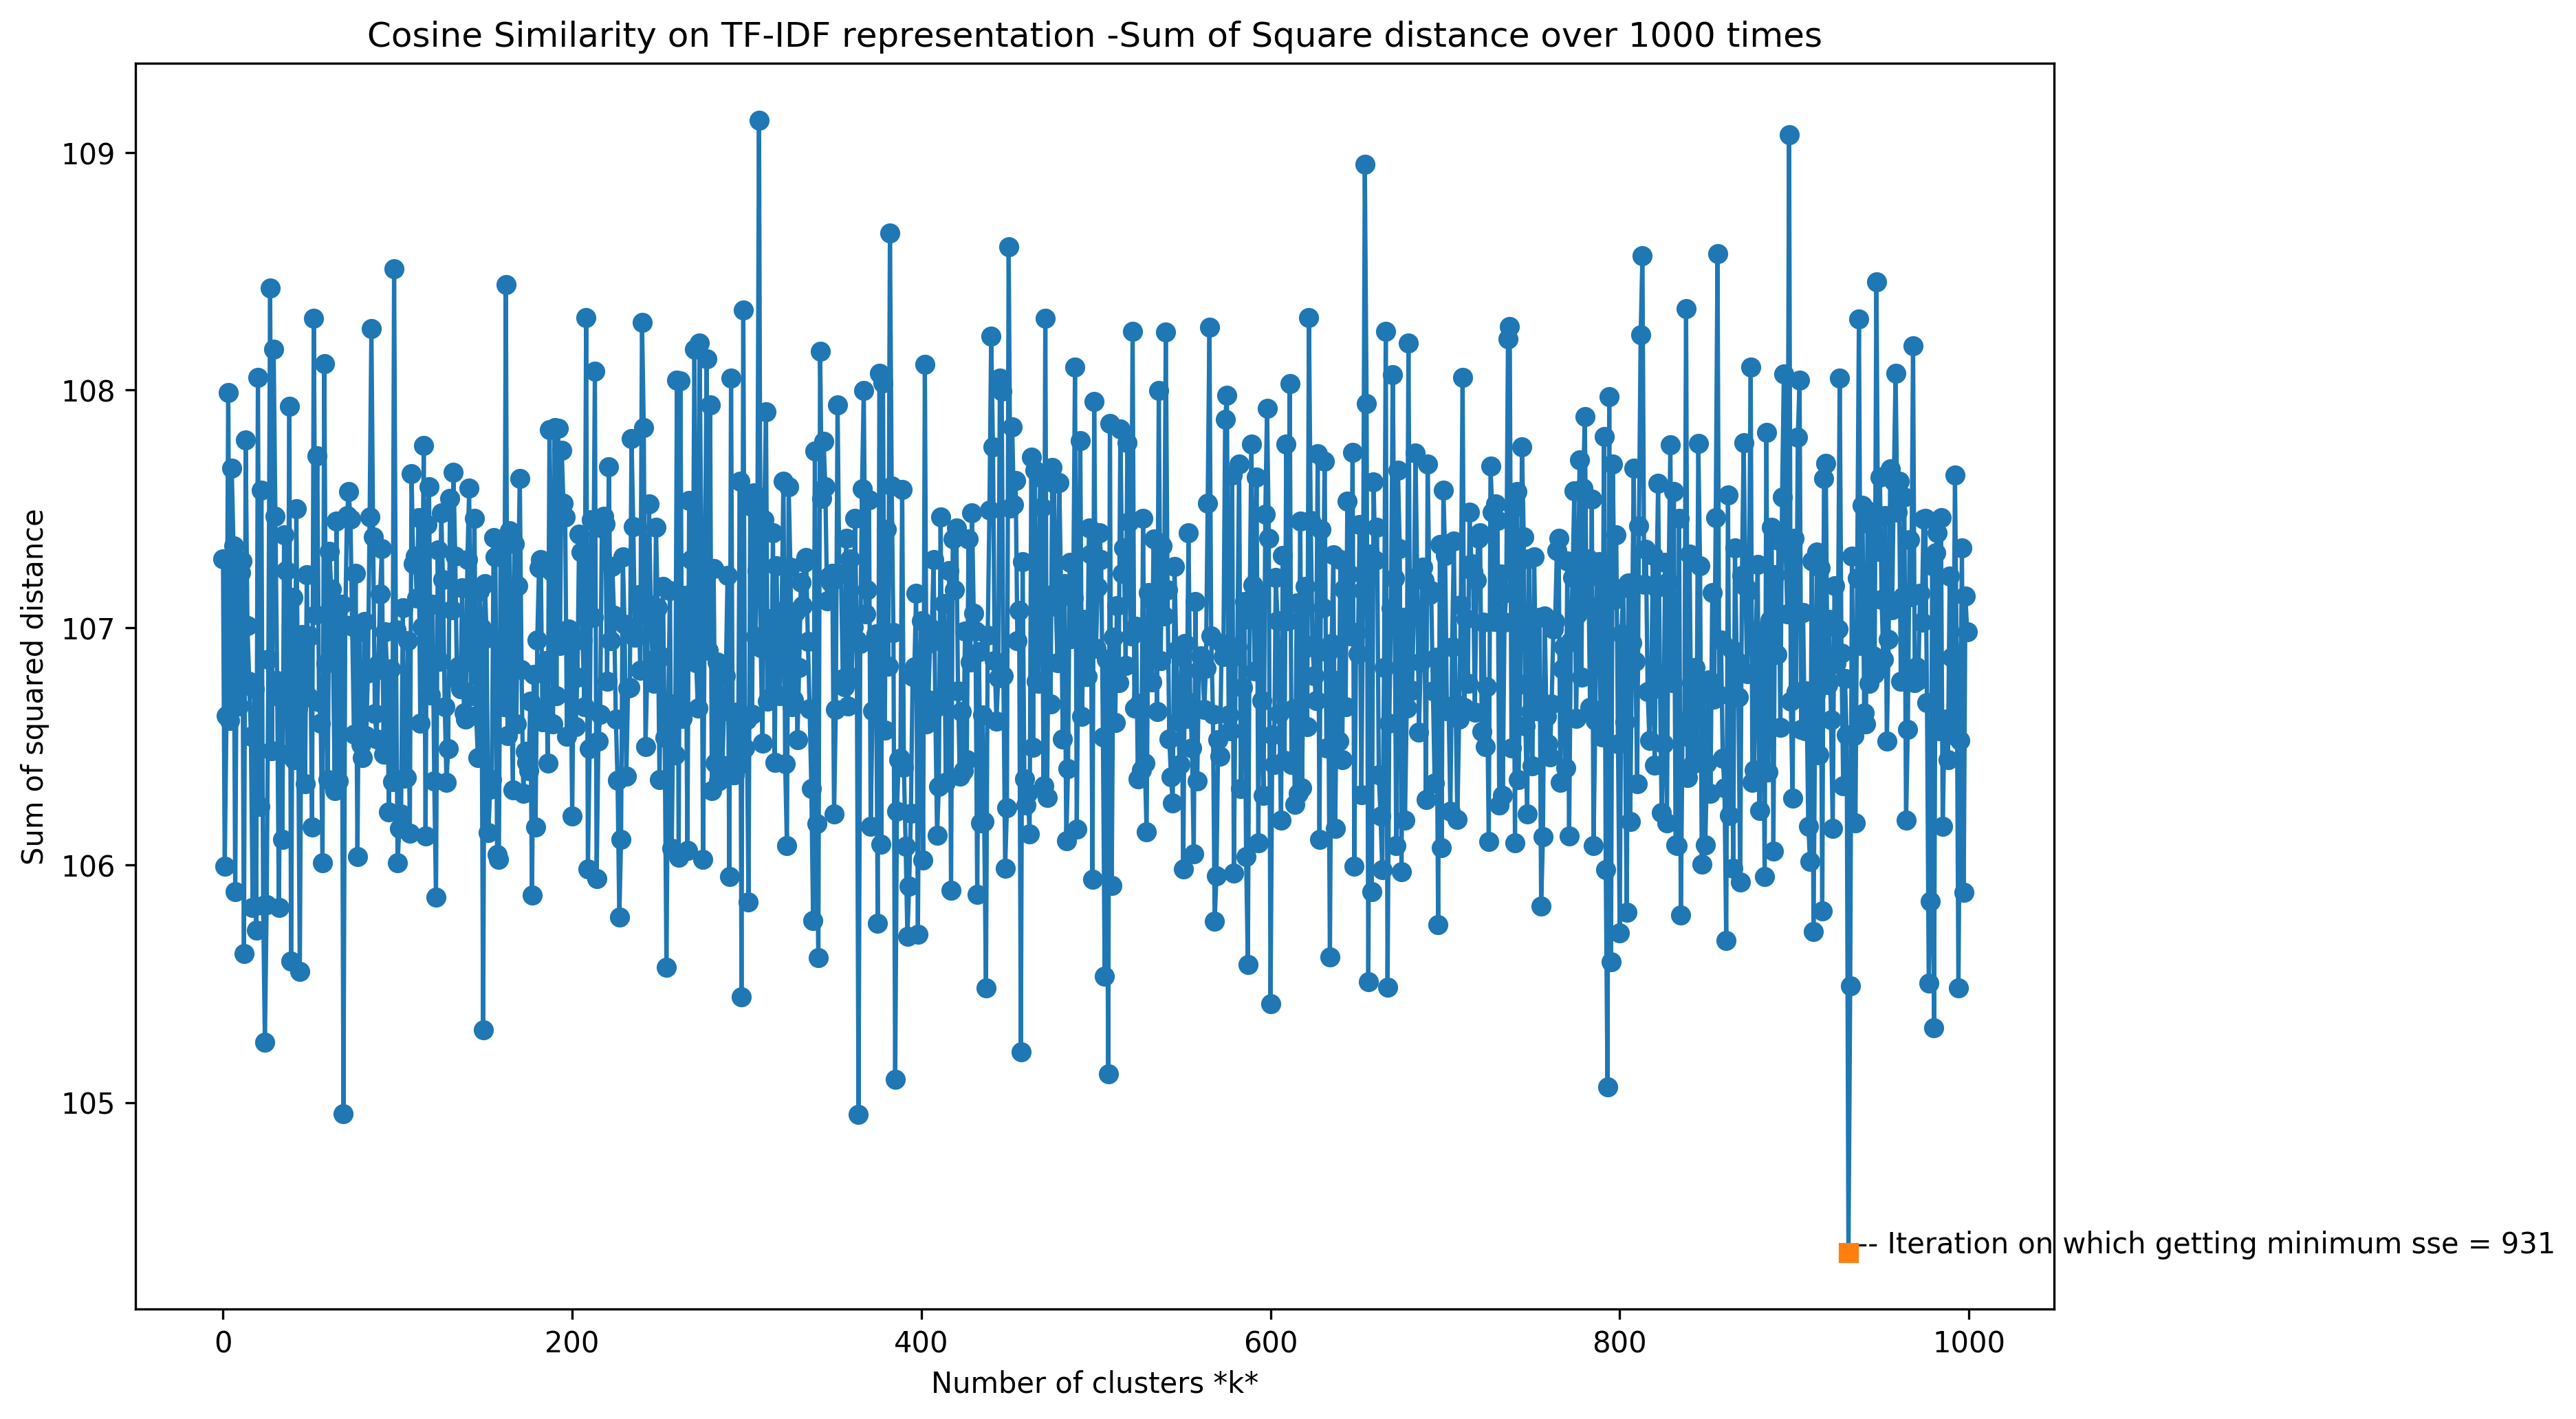 Cosine Similarity on TF-IDF representation -Sum of Square distance over 1000 times
Sum of squared distance
109
108
107
106
105
-- Iteration on which getting minimum sse = 931
0 200 400 600 800 1000
Number of clusters *k*